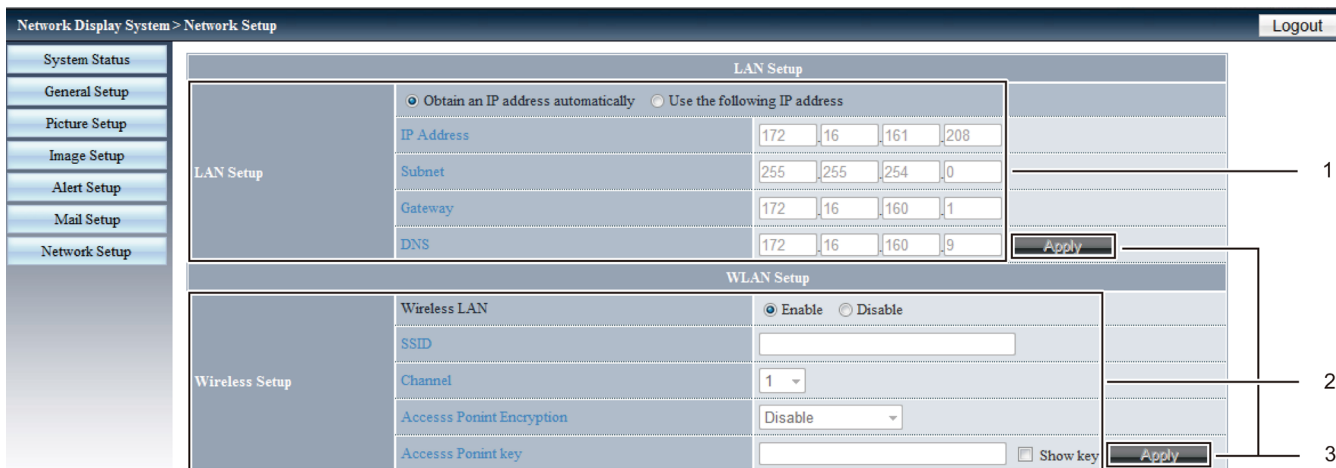 Network Display System > Network Setup
Logout
System Status
General Setup
Picture Setup
Image Setup
Alert Setup
Mail Setup
Network Setup
LAN Setup
LAN Setup
Obtain an IP address automatically Use the following IP address
IP Address 172 .16 .161 .208
Subnet 255 .255 .254 .0
Gateway 172 .16 .160 .1
DNS 172 .16 .160 .9 Apply
1
WLAN Setup
Wireless Setup
Wireless LAN Enable Disable
SSID
Channel 1
Accesss Ponint Encryption Disable
Accesss Ponint key Show key Apply
2
3